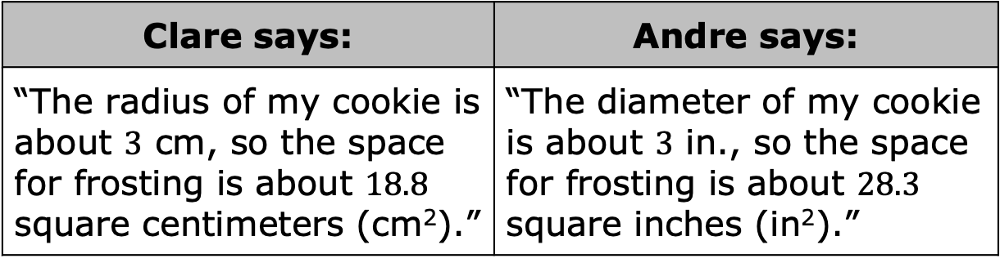 Clare says:
Andre says:
“The radius of my cookie is
about 3 cm, so the space
for frosting is about 18.8
square centimeters (cm²).”
“The diameter of my cookie
is about 3 in., so the space
for frosting is about 28.3
square inches (in²).”